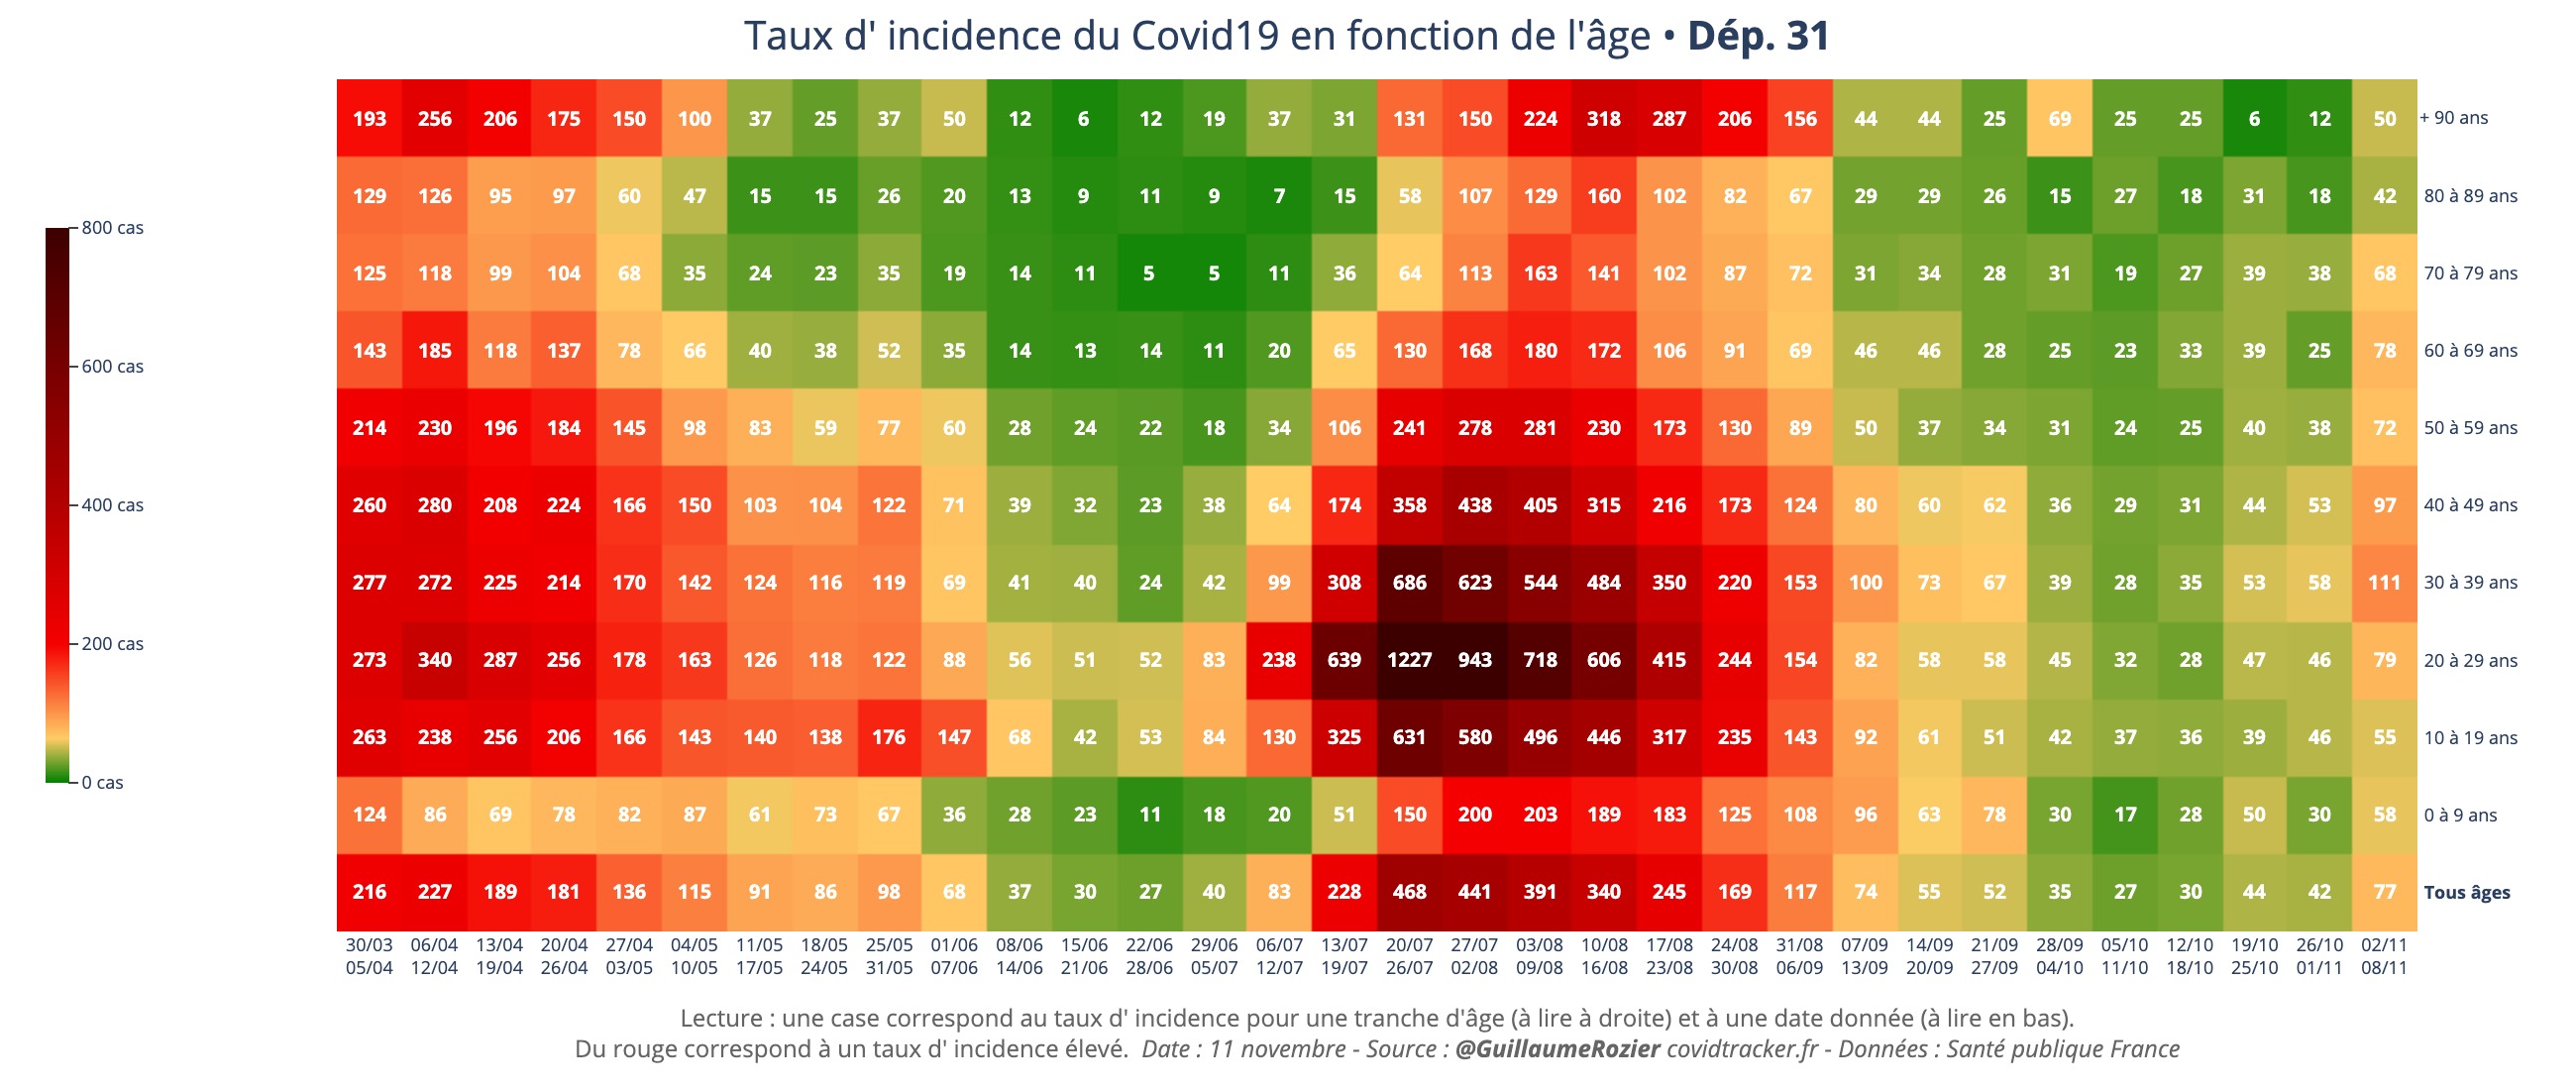 Taux d' incidence du Covid19 en fonction de l'âge • Dép. 31
800 cas
600 cas
400 cas
200 cas
0 cas
193 256 206 175 150 100 37 25 37 50 12 6 12 19 37 31 131 150 224 318 287 206 156 44 44 25 69 25 25 6 12 50 + 90 ans
129 126 95 97 60 47 15 15 26 20 13 9 11 9 7 15 58 107 129 160 102 82 67 29 29 26 15 27 18 31 18 42 80 à 89 ans
125 118 99 104 68 35 24 23 35 19 14 11 5 5 11 36 64 113 163 141 102 87 72 31 34 28 31 19 27 39 38 68 70 à 79 ans
143 185 118 137 78 66 40 38 52 35 14 13 14 11 20 65 130 168 180 172 106 91 69 46 46 28 25 23 33 39 25 78 60 à 69 ans
214 230 196 184 145 98 83 59 77 60 28 24 22 18 34 106 241 278 281 230 173 130 89 50 37 34 31 24 25 40 38 72 50 à 59 ans
260 280 208 224 166 150 103 104 122 71 39 32 23 38 64 174 358 438 405 315 216 173 124 80 60 62 36 29 31 44 53 97 40 à 49 ans
277 272 225 214 170 142 124 116 119 69 41 40 24 42 99 308 686 623 544 484 350 220 153 100 73 67 39 28 35 53 58 111 30 à 39 ans
273 340 287 256 178 163 126 118 122 88 56 51 52 83 238 639 1227 943 718 606 415 244 154 82 58 58 45 32 28 47 46 79 20 à 29 ans
263 238 256 206 166 143 140 138 176 147 68 42 53 84 130 325 631 580 496 446 317 235 143 92 61 51 42 37 36 39 46 55 10 à 19 ans
124 86 69 78 82 87 61 73 67 36 28 23 11 18 20 51 150 200 203 189 183 125 108 96 63 78 30 17 28 50 30 58 0 à 9 ans
216 227 189 181 136 115 91 86 98 68 37 30 27 40 83 228 468 441 391 340 245 169 117 74 55 52 35 27 30 44 42 77 Tous âges
30/03 06/04 13/04 20/04 27/04 04/05 11/05 18/05 25/05 01/06 08/06 15/06 22/06 29/06 06/07 13/07 20/07 27/07 03/08 10/08 17/08 24/08 31/08 07/09 14/09 21/09 28/09 05/10 12/10 19/10 26/10 02/11
05/04 12/04 19/04 26/04 03/05 10/05 17/05 24/05 31/05 07/06 14/06 21/06 28/06 05/07 12/07 19/07 26/07 02/08 09/08 16/08 23/08 30/08 06/09 13/09 20/09 27/09 04/10 11/10 18/10 25/10 01/11 08/11
Lecture : une case correspond au taux d' incidence pour une tranche d'âge (à lire à droite) et à une date donnée (à lire en bas).
Du rouge correspond à un taux d' incidence élevé. Date : 11 novembre - Source : @GuillaumeRozier covidtracker.fr - Données : Santé publique France